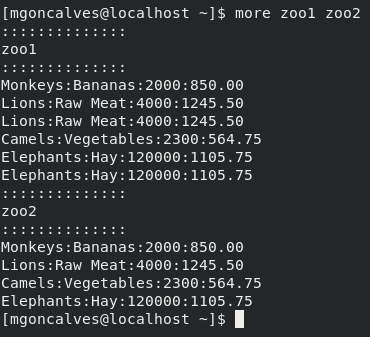 [mgoncalves@localhost ~]$ more zoo1 zoo2
::::::::::::::
zoo1
::::::::::::::
Monkeys:Bananas:2000:850.00
Lions:Raw Meat:4000:1245.50
Lions:Raw Meat:4000:1245.50
Camels:Vegetables:2300:564.75
Elephants:Hay:120000:1105.75
Elephants:Hay:120000:1105.75
::::::::::::::
zoo2
::::::::::::::
Monkeys:Bananas:2000:850.00
Lions:Raw Meat:4000:1245.50
Camels:Vegetables:2300:564.75
Elephants:Hay:120000:1105.75
[mgoncalves@localhost ~]$